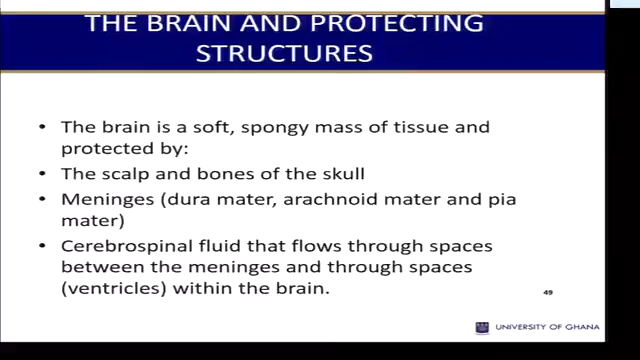 THE BRAIN AND PROTECTING
STRUCTURES
• The brain is a soft, spongy mass of tissue and
protected by:
• The scalp and bones of the skull
• Meninges (dura mater, arachnoid mater and pia
mater)
• Cerebrospinal fluid that flows through spaces
between the meninges and through spaces
(ventricles) within the brain.
49
UNIVERSITY OF GHANA